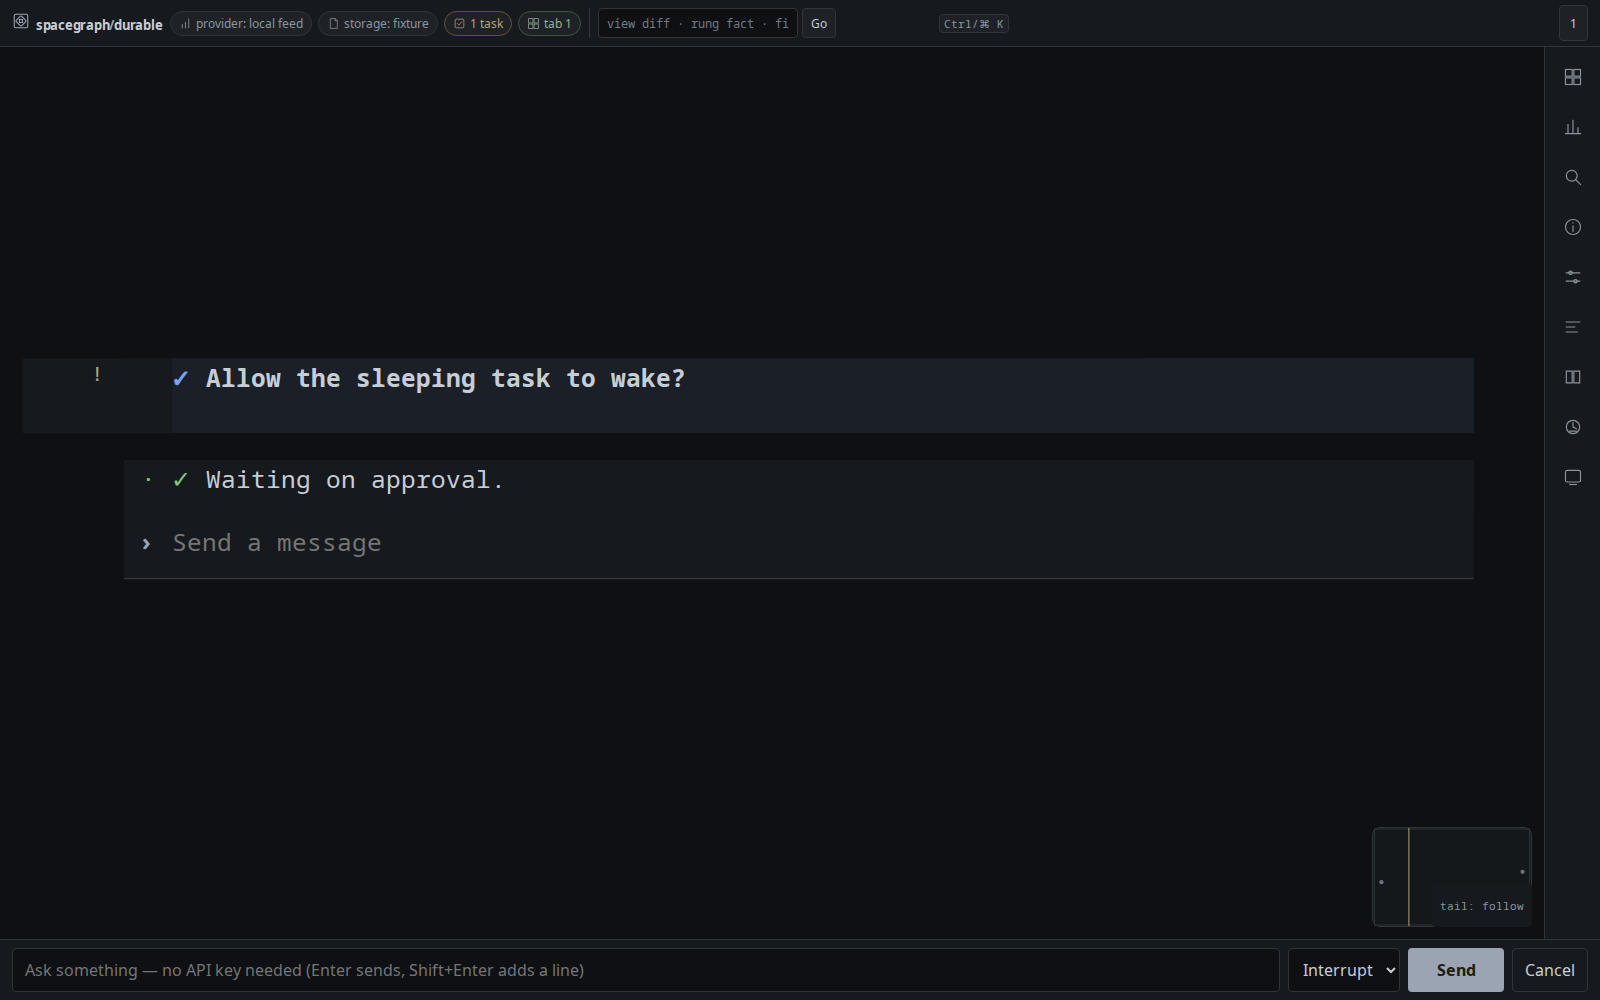 spacegraph/durable provider: local feed storage: fixture 1 task tab 1 view diff · rung fact · fi Go Ctrl/⌘ K 1
! ✓ Allow the sleeping task to wake?
· ✓ Waiting on approval.
› Send a message
tail: follow
Ask something — no API key needed (Enter sends, Shift+Enter adds a line) Interrupt Send Cancel